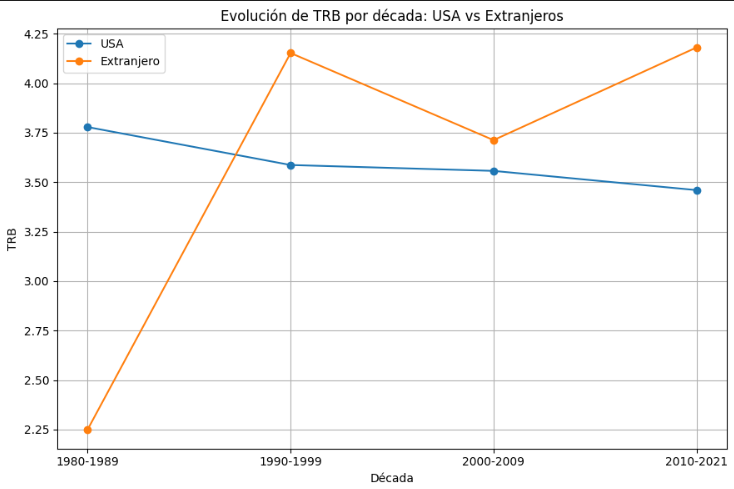 Evolución de TRB por década: USA vs Extranjeros
USA
Extranjero
4.25
4.00
3.75
3.50
3.25
3.00
2.75
2.50
2.25
TRB
1980-1989
1990-1999
2000-2009
2010-2021
Década